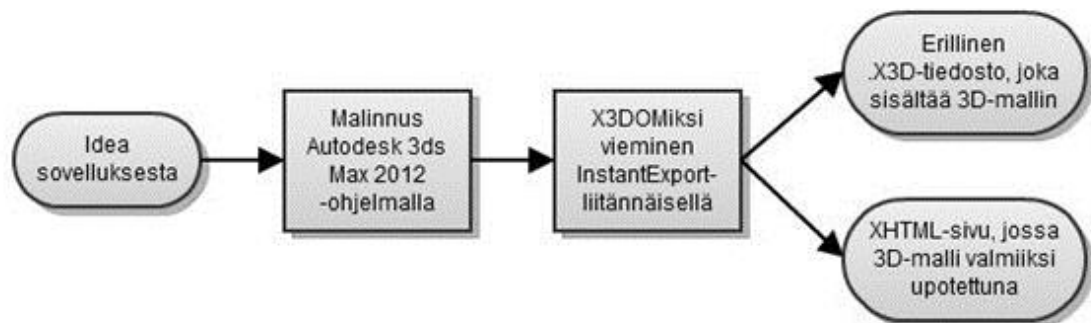 Idea
sovelluksesta
Malinnus
Autodesk 3ds
Max 2012
-ohjelmalla
X3DOMiksi
vieminen
InstantExport-
liitännäisellä
Erillinen
.X3D-tiedosto, joka
sisältää 3D-mallin
XHTML-sivu, jossa
3D-malli valmiiksi
upotettuna